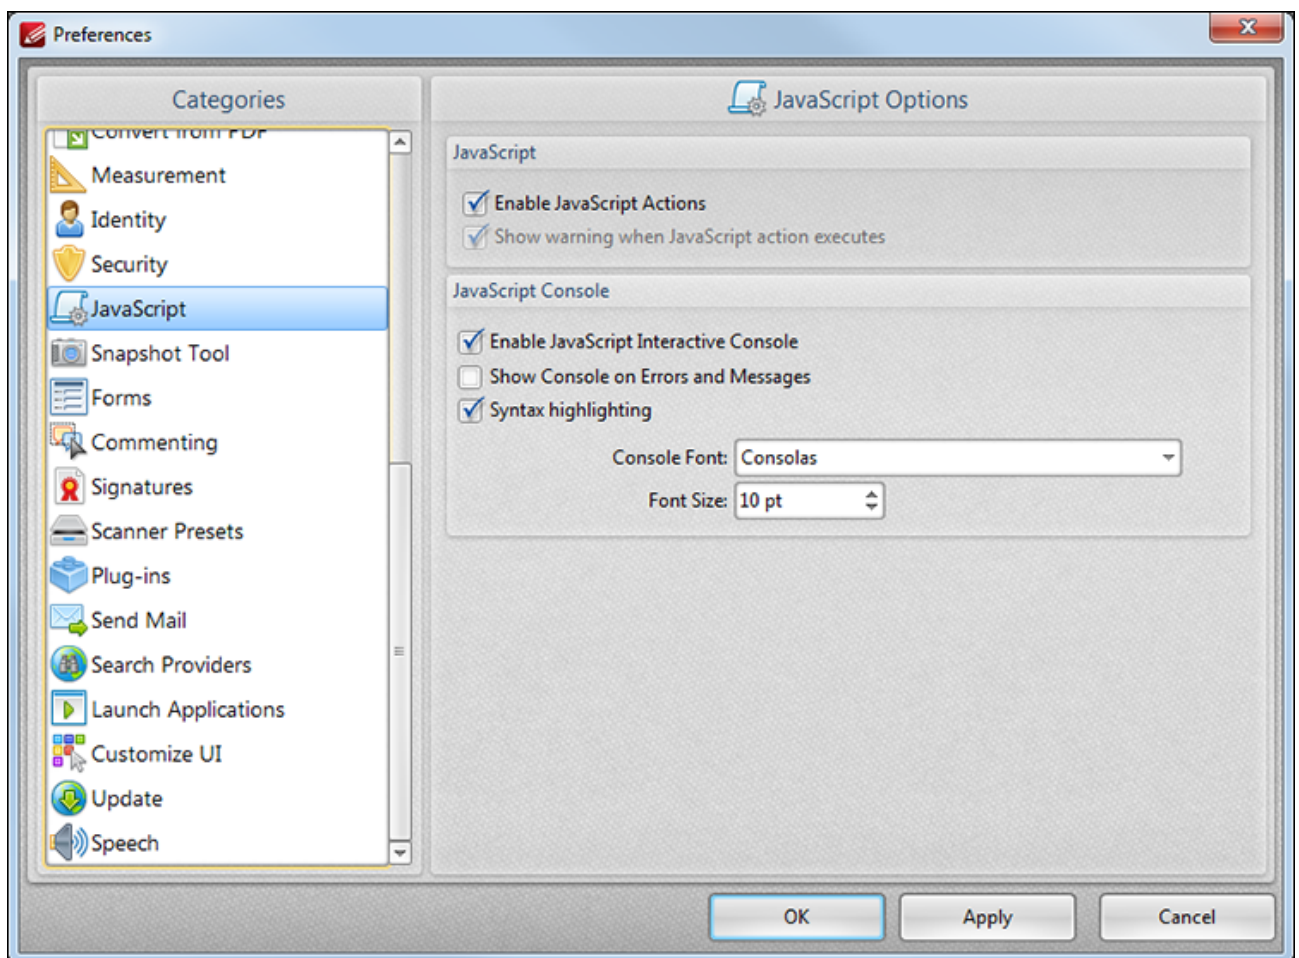 Preferences
Categories
Convert from PDF
Measurement
Identity
Security
JavaScript
Snapshot Tool
Forms
Commenting
Signatures
Scanner Presets
Plug-ins
Send Mail
Search Providers
Launch Applications
Customize UI
Update
Speech
JavaScript Options
JavaScript
Enable JavaScript Actions
Show warning when JavaScript action executes
JavaScript Console
Enable JavaScript Interactive Console
Show Console on Errors and Messages
Syntax highlighting
Console Font: Consolas
Font Size: 10 pt
OK Apply Cancel